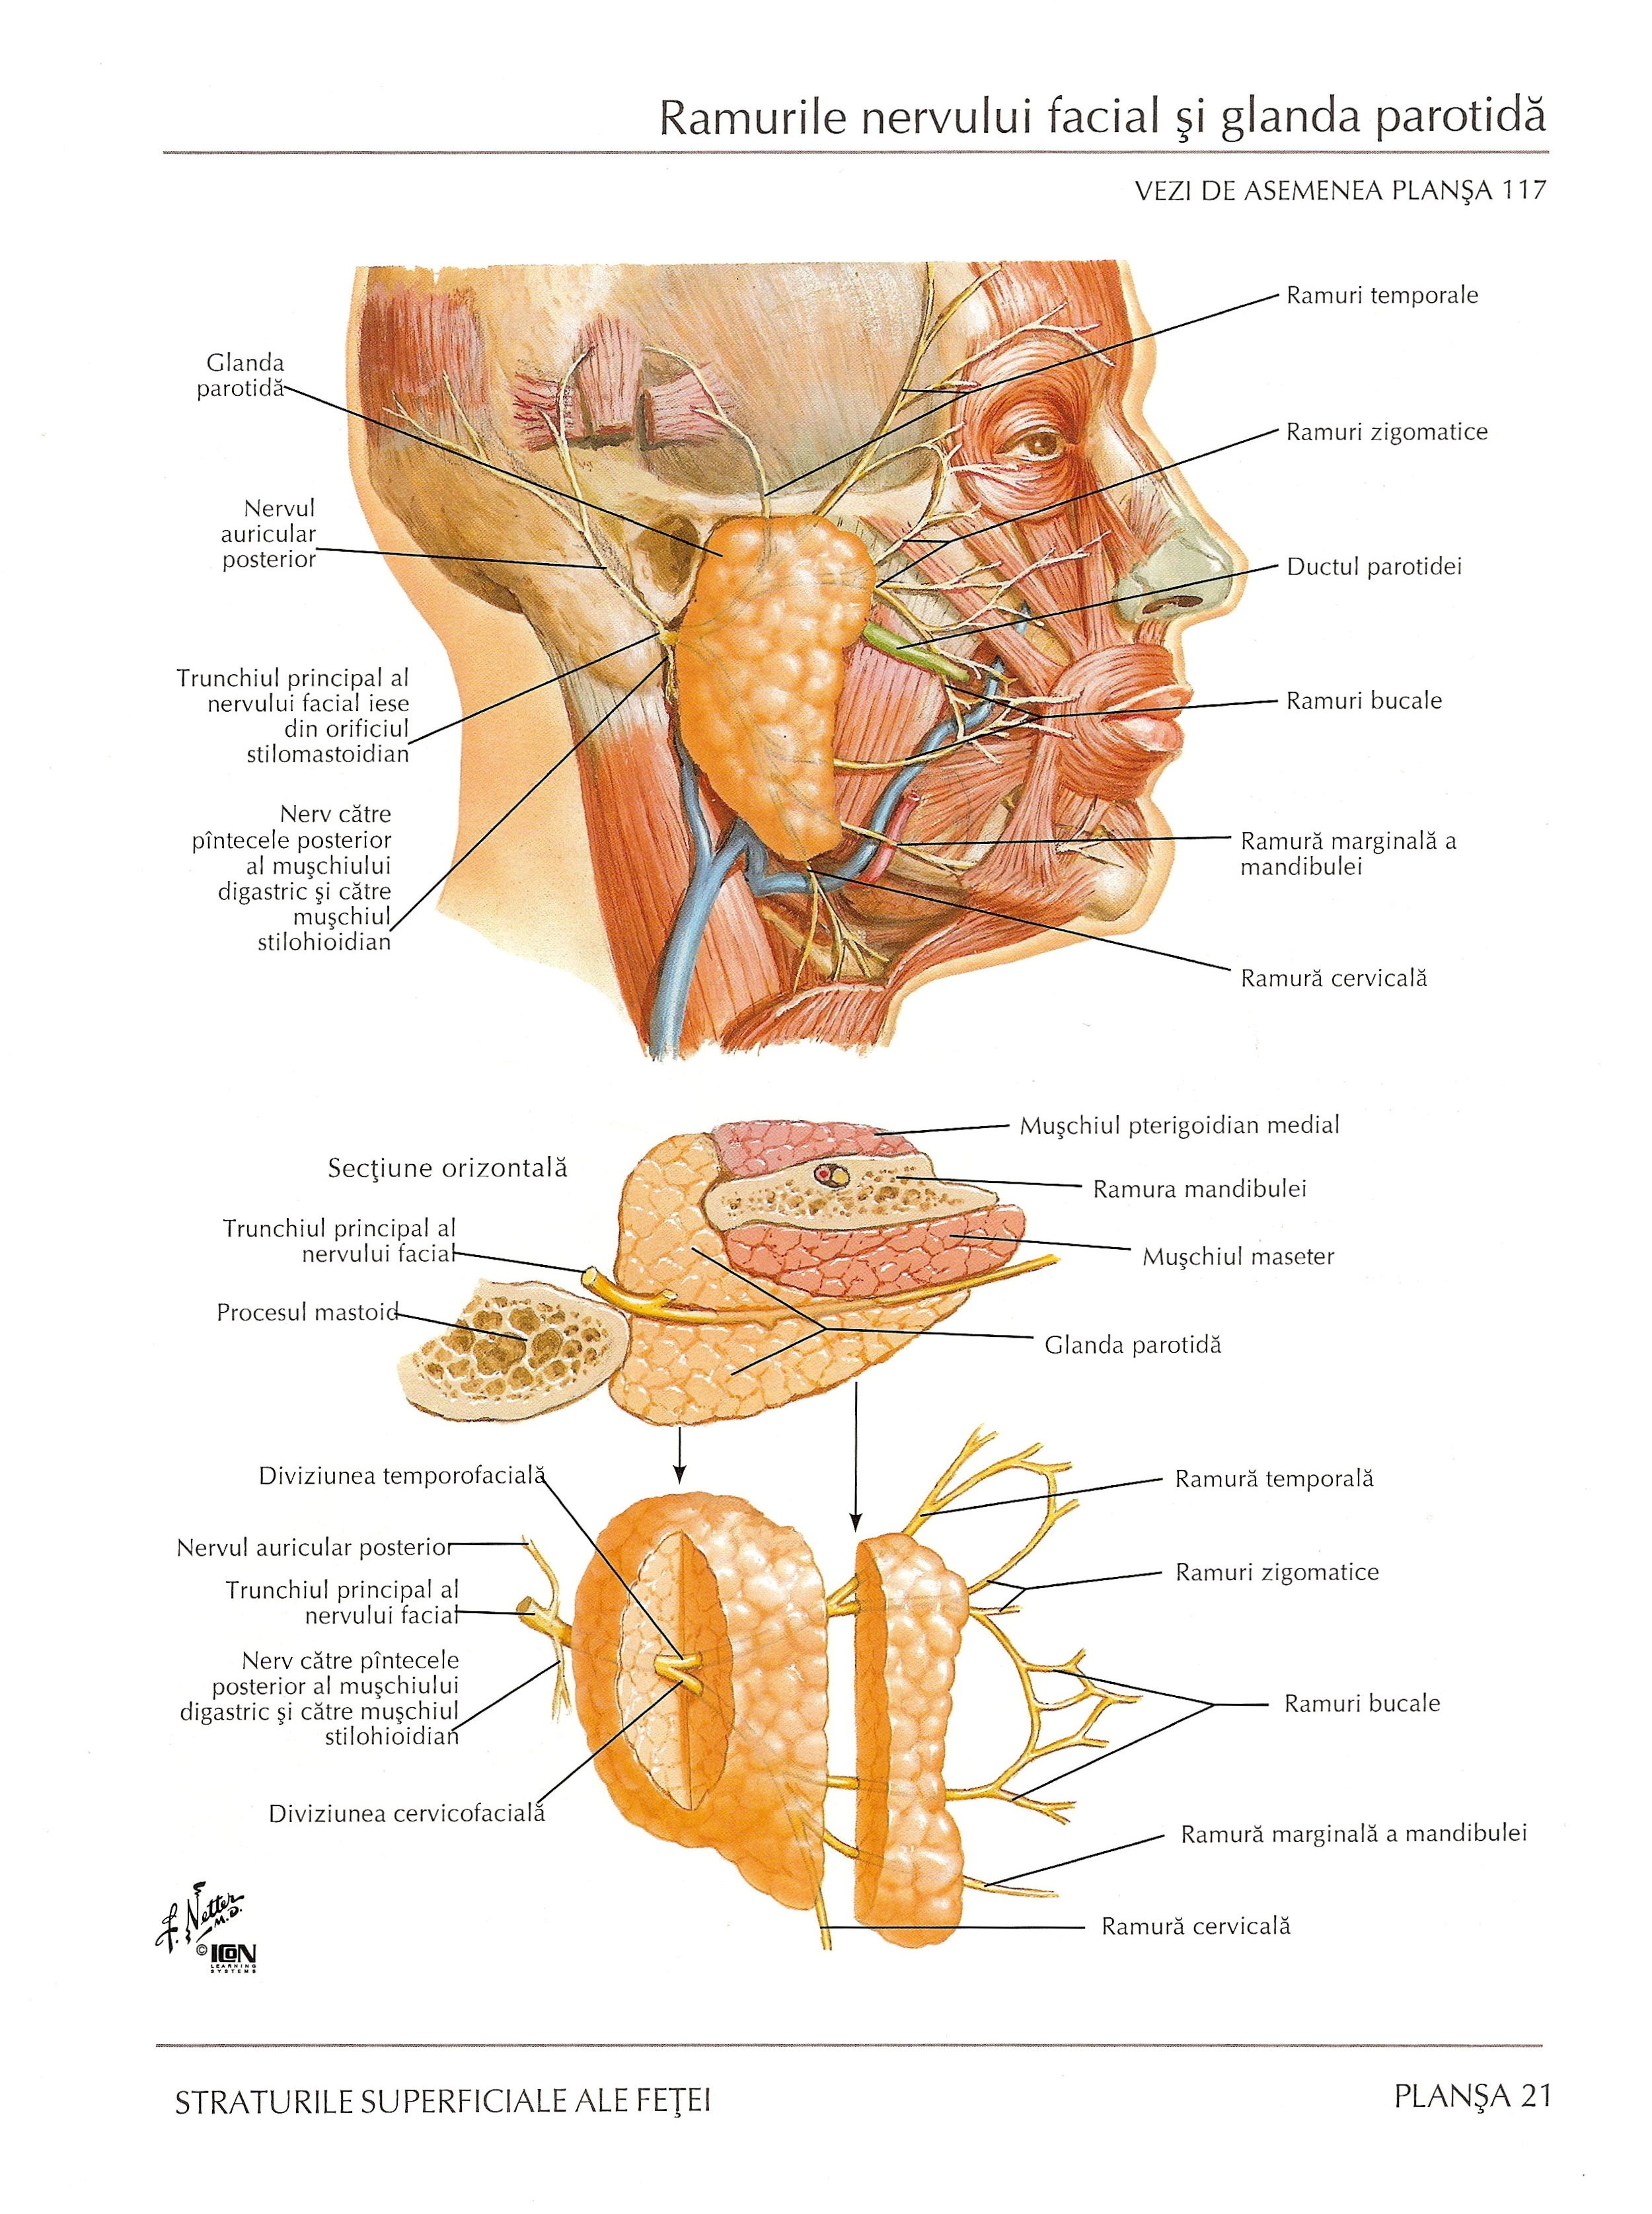 Ramurile nervului facial şi glanda parotidă
VEZI DE ASEMENEA PLANŞA 117
Ramuri temporale
Glanda
parotidă
Ramuri zigomatice
Nervul
auricular
posterior
Ductul parotidei
Trunchiul principal al
nervului facial iese
din orificiul
stilomastoidian
Ramuri bucale
Nerv către
pîntecele posterior
al muşchiului
digastric şi către
muşchiul
stilohioidian
Ramură marginală a
mandibulei
Ramură cervicală
Muşchiul pterigoidian medial
Secţiune orizontală
Ramura mandibulei
Trunchiul principal al
nervului facial
Muşchiul maseter
Procesul mastoid
Glanda parotidă
Diviziunea temporofacială
Ramură temporală
Nervul auricular posterior
Ramuri zigomatice
Trunchiul principal al
nervului facial
Nerv către pîntecele
posterior al muşchiului
digastric şi către muşchiul
stilohioidian
Ramuri bucale
Diviziunea cervicofacială
Ramură marginală a mandibulei
Ramură cervicală
F. Netter
M.D.
© ICON
LEARNING
SYSTEMS
STRATURILE SUPERFICIALE ALE FEŢEI
PLANŞA 21